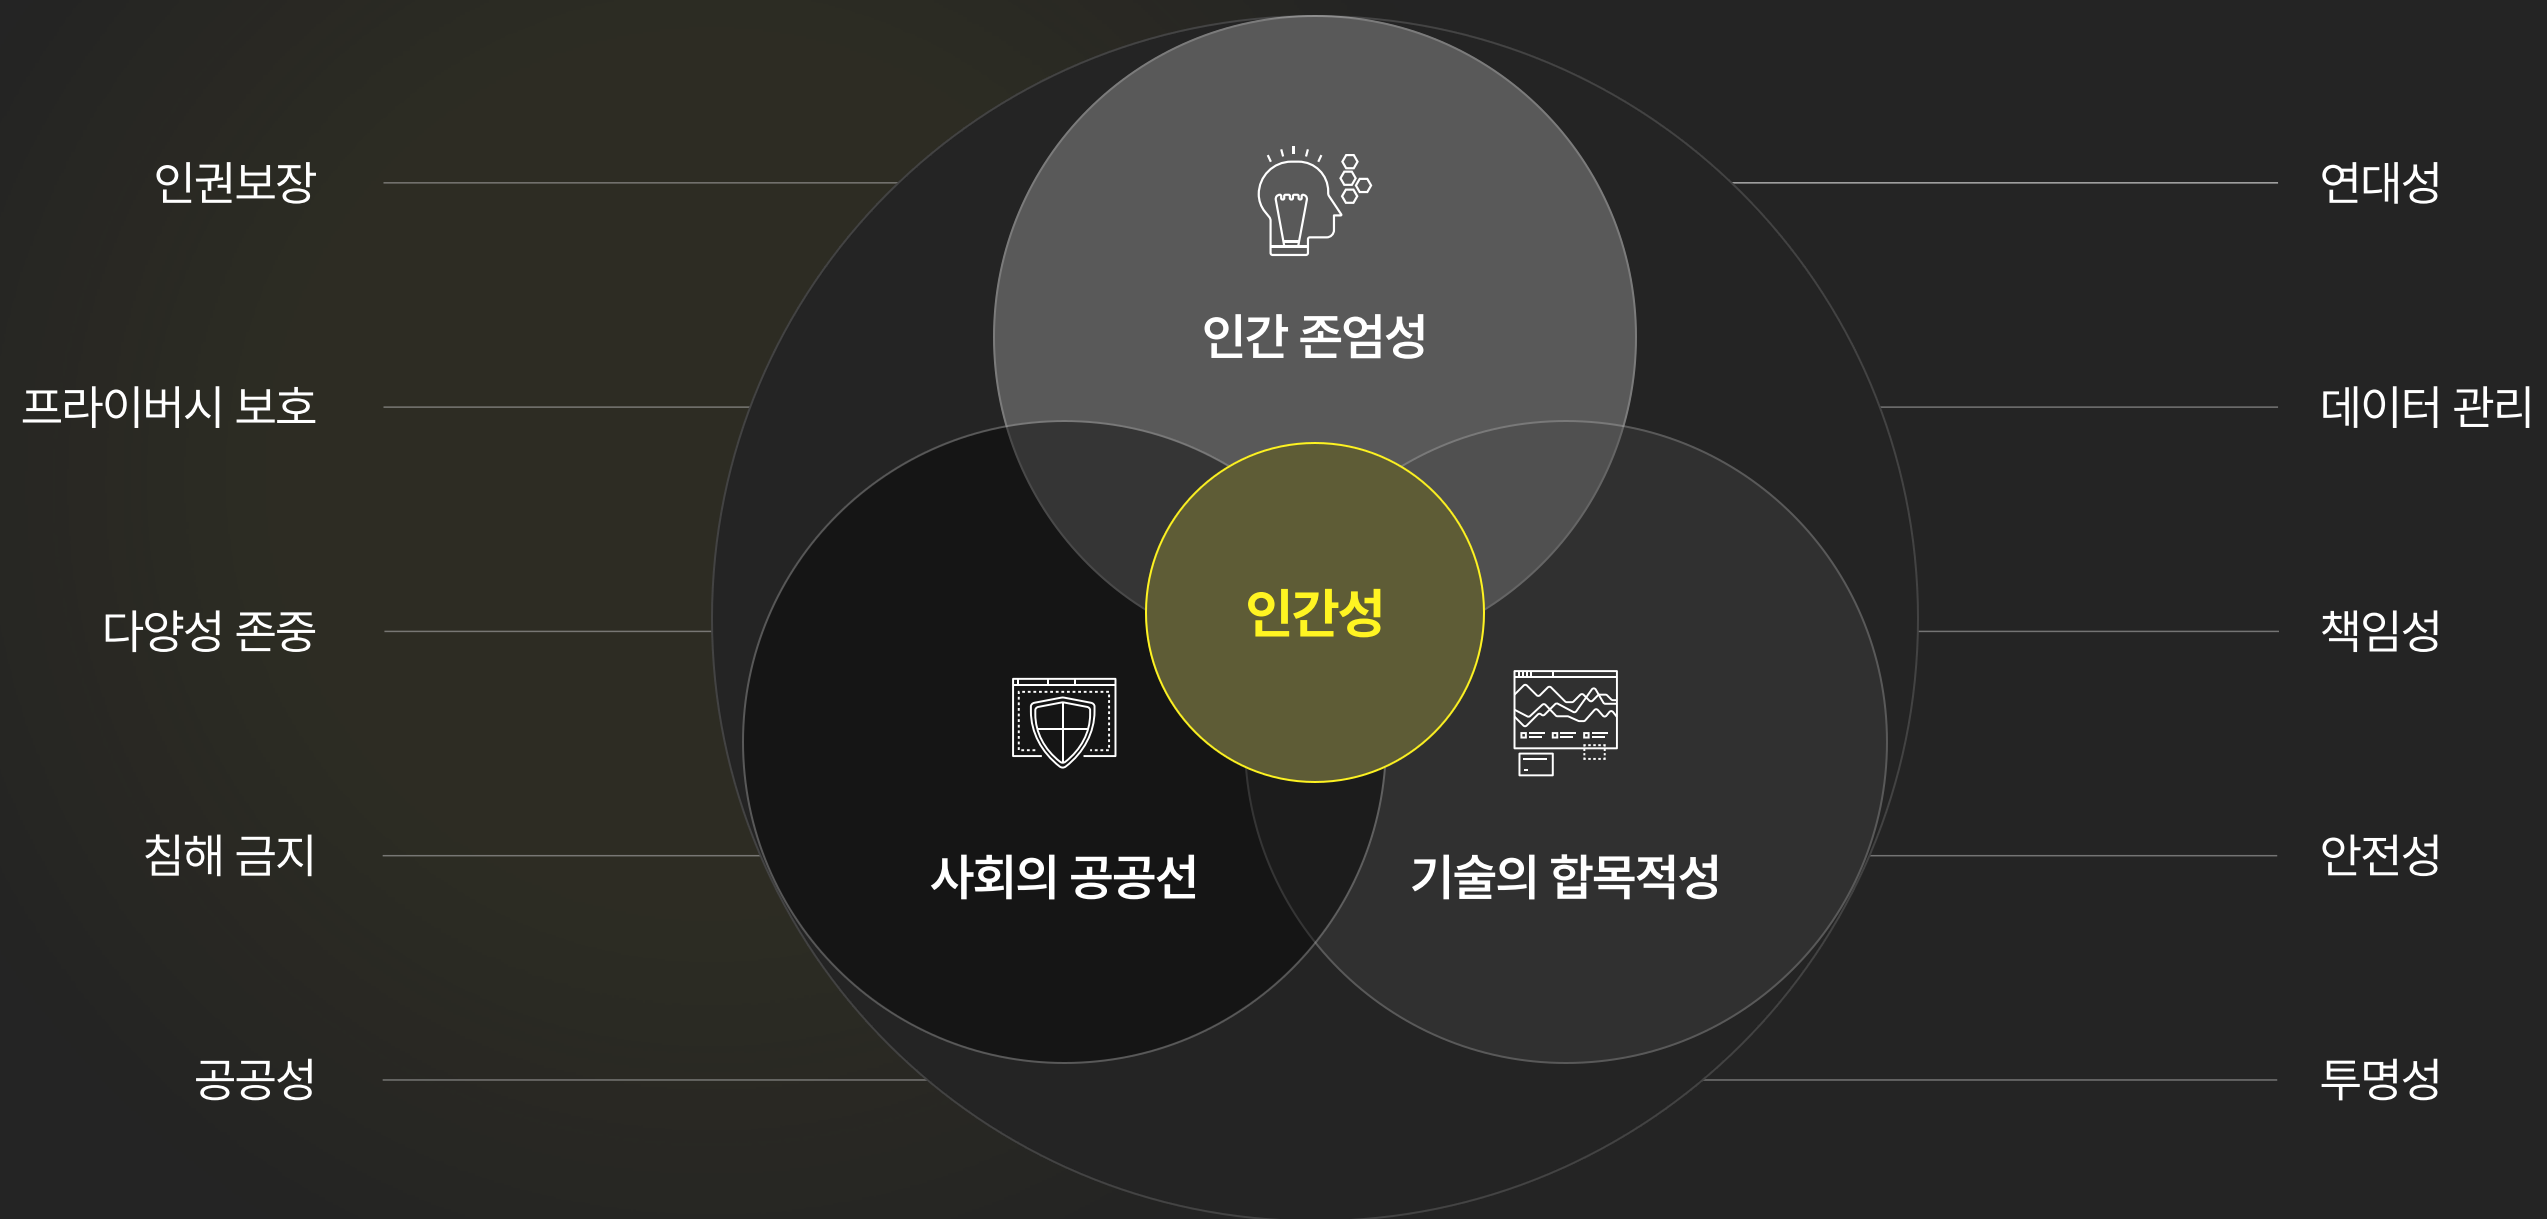 인권보장
프라이버시 보호
다양성 존중
침해 금지
공공성
인간 존엄성
인간성
사회의 공공선
기술의 합목적성
연대성
데이터 관리
책임성
안전성
투명성